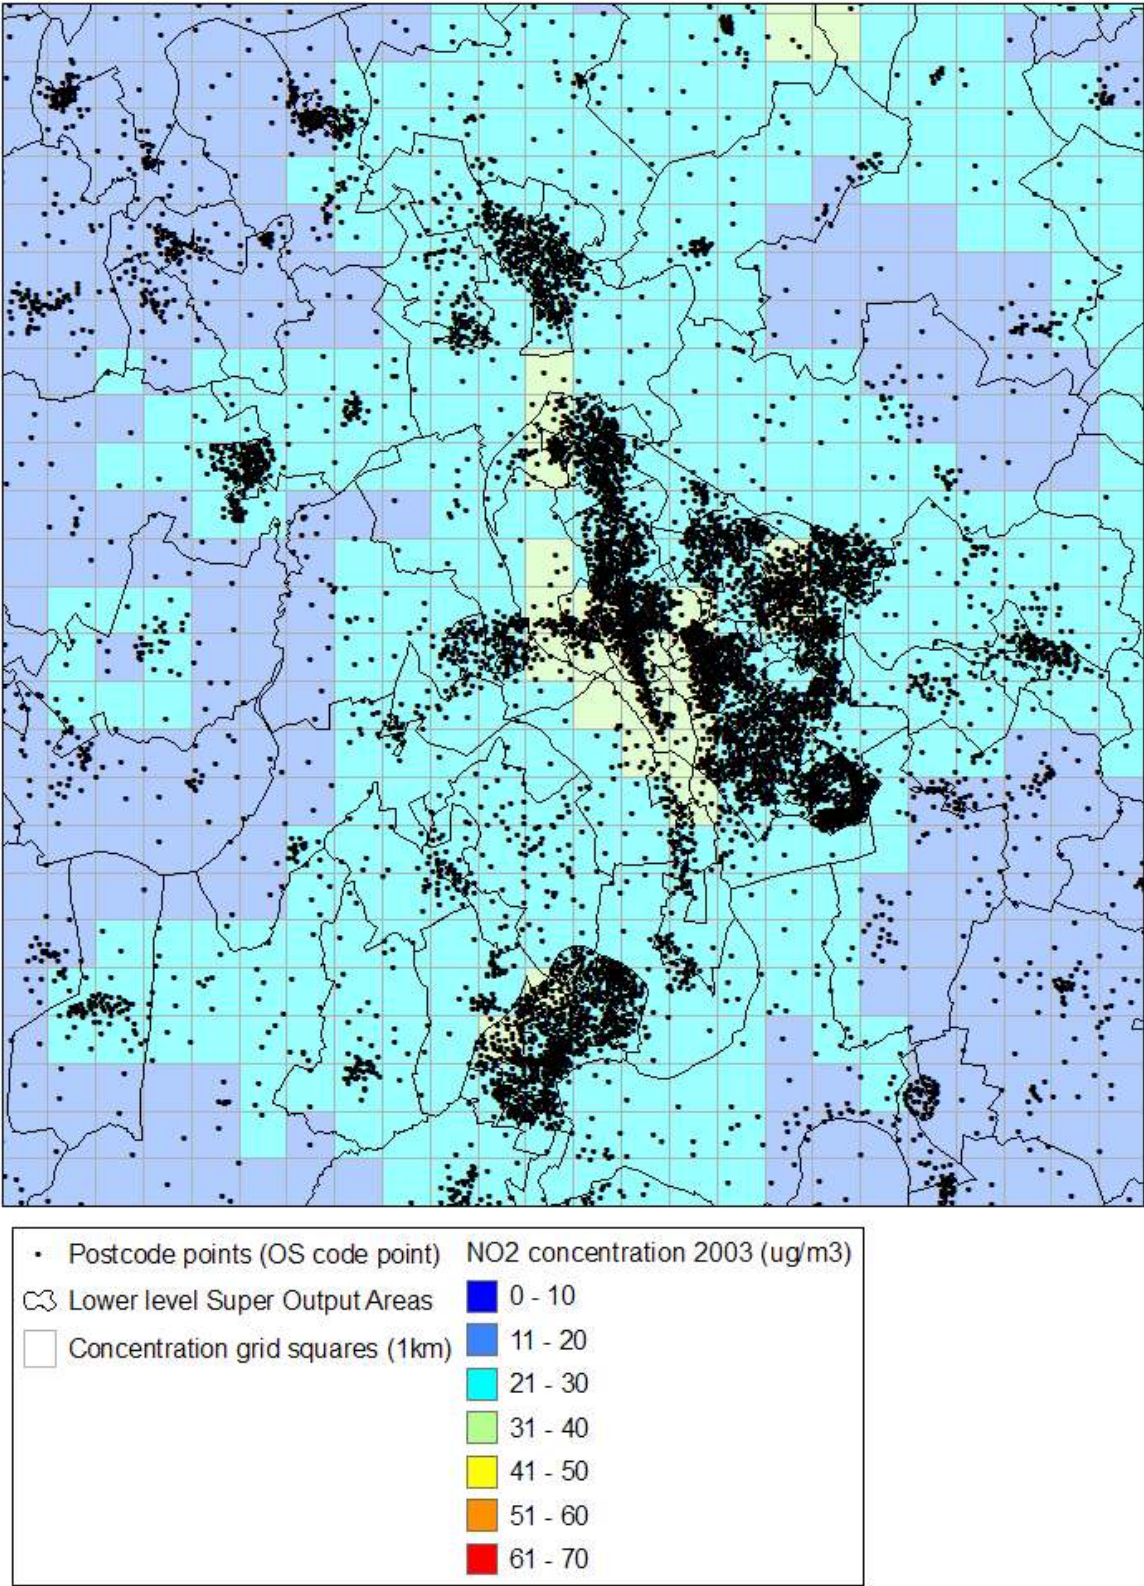 Postcode points (OS code point)
Lower level Super Output Areas
Concentration grid squares (1km)
NO2 concentration 2003 (ug/m3)
0 - 10
11 - 20
21 - 30
31 - 40
41 - 50
51 - 60
61 - 70